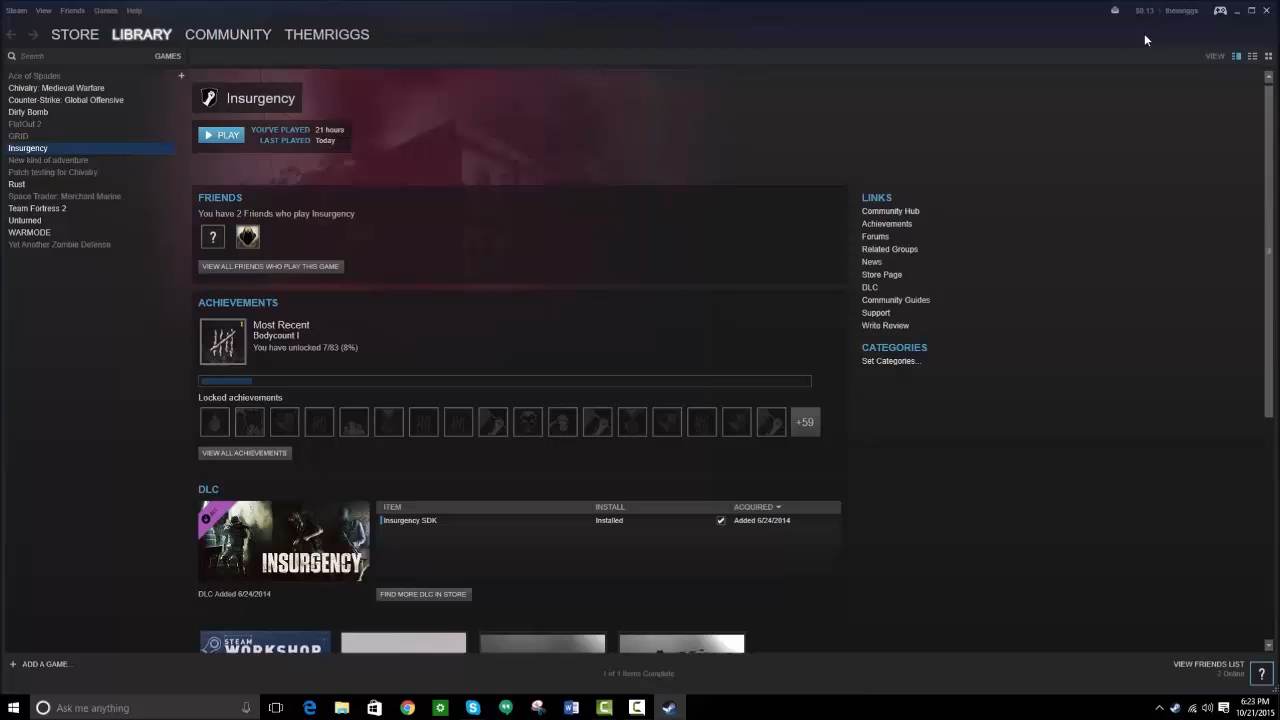 Steam View Friends Games Help
$0.13 themriggs
STORE LIBRARY COMMUNITY THEMRIGGS
Search GAMES VIEW
Ace of Spades
Chivalry: Medieval Warfare
Counter-Strike: Global Offensive
Dirty Bomb
FlatOut 2
GRID
Insurgency
New kind of adventure
Patch testing for Chivalry
Rust
Space Trader: Merchant Marine
Team Fortress 2
Unturned
WARMODE
Yet Another Zombie Defense
Insurgency
PLAY
YOU'VE PLAYED 21 hours
LAST PLAYED Today
FRIENDS
You have 2 Friends who play Insurgency
?
VIEW ALL FRIENDS WHO PLAY THIS GAME
ACHIEVEMENTS
Most Recent
Bodycount I
You have unlocked 7/83 (8%)
Locked achievements
+59
VIEW ALL ACHIEVEMENTS
DLC
ITEM INSTALL ACQUIRED
Insurgency SDK Installed Added 6/24/2014
INSURGENCY
DLC Added 6/24/2014
FIND MORE DLC IN STORE
STEAM
WORKSHOP
LINKS
Community Hub
Achievements
Forums
Related Groups
News
Store Page
DLC
Community Guides
Support
Write Review
CATEGORIES
Set Categories...
ADD A GAME...
1 of 1 Items Complete
VIEW FRIENDS LIST
2 Online
?
Ask me anything
6:23 PM
10/21/2015